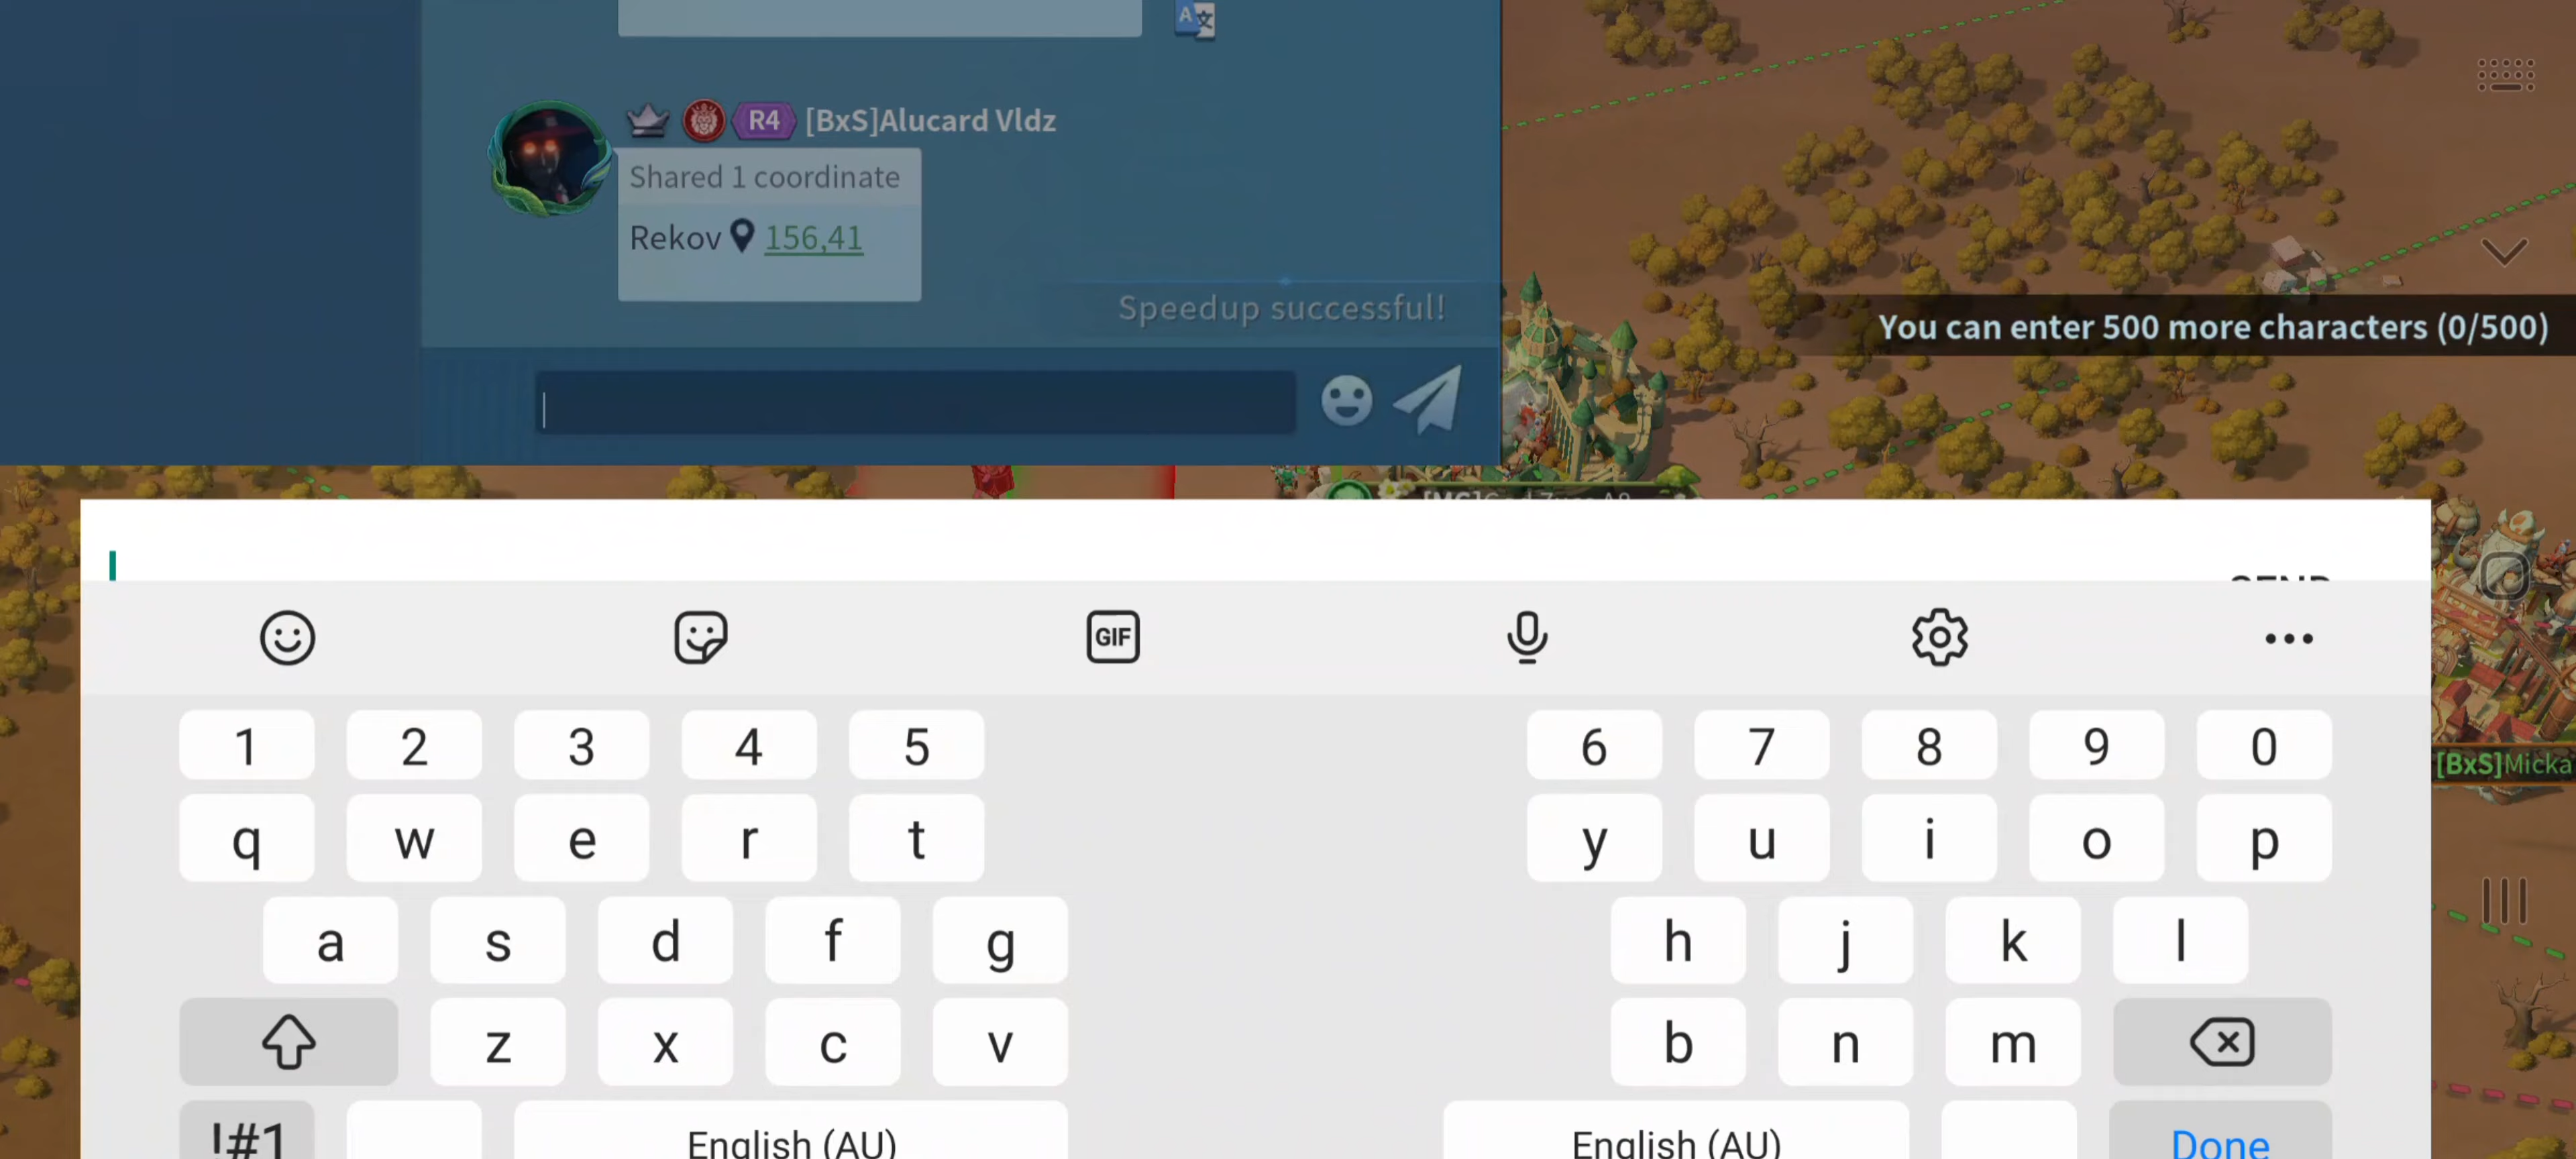 R4 [BxS]Alucard Vldz
Shared 1 coordinate
Rekov 156,41
Speedup successful!
You can enter 500 more characters (0/500)
GIF
1 2 3 4 5 6 7 8 9 0
q w e r t y u i o p
[BxS]Micka
a s d f g h j k l
z x c v b n m
!#1 English (AU) English (AU) Done